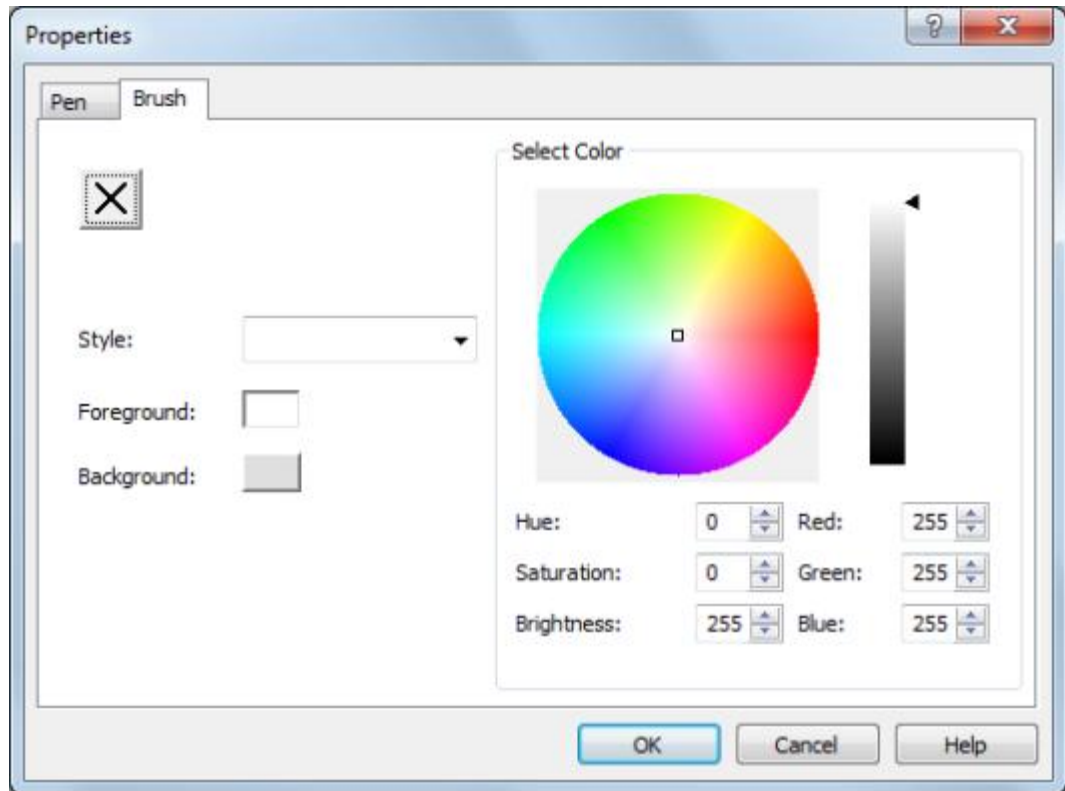 Properties
Pen Brush
Select Color
Style:
Foreground:
Background:
Hue: 0 Red: 255
Saturation: 0 Green: 255
Brightness: 255 Blue: 255
OK Cancel Help